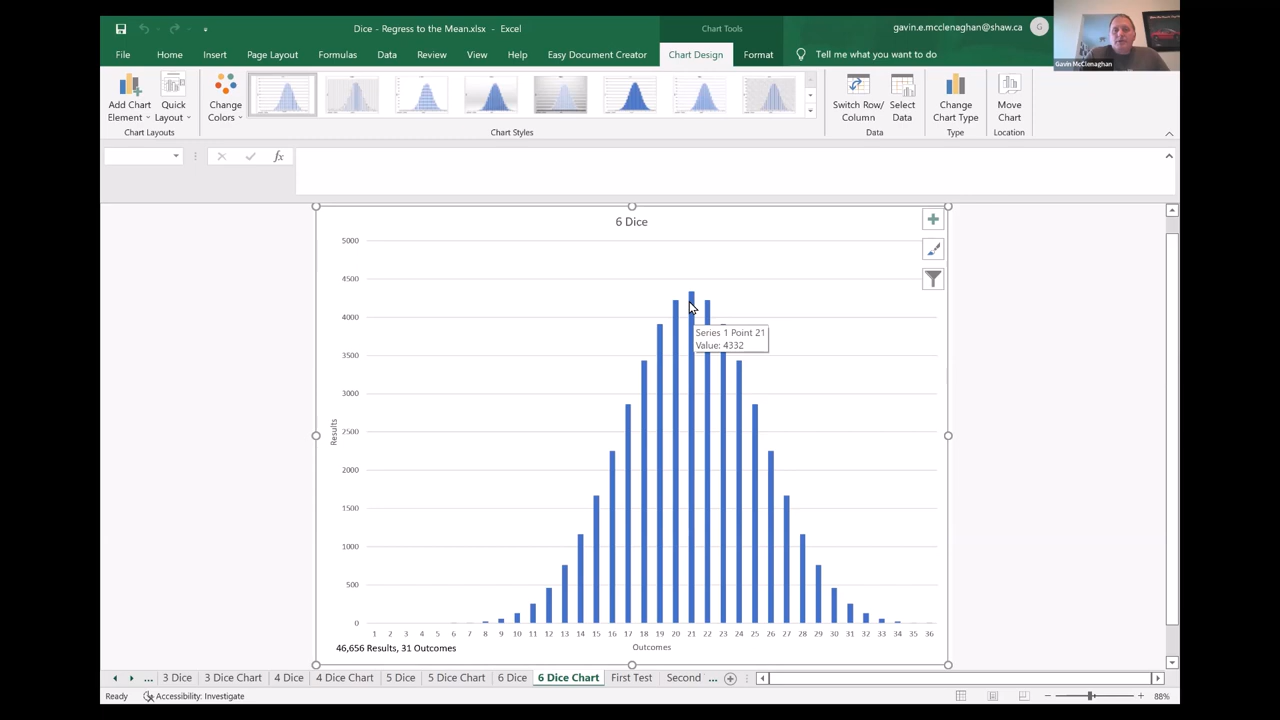 Dice - Regress to the Mean.xlsx - Excel
Chart Tools
gavin.e.mcclenaghan@shaw.ca
G
File Home Insert Page Layout Formulas Data Review View Help Easy Document Creator Chart Design Format Tell me what you want to do
Gavin McClenaghan
Add Chart Element
Quick Layout
Change Colors
Switch Row/ Column
Select Data
Change Chart Type
Move Chart
Chart Layouts
Chart Styles
Data
Type
Location
fx
6 Dice
5000
4500
4000
Series 1 Point 21
Value: 4332
3500
3000
2500
Results
2000
1500
1000
500
0
1 2 3 4 5 6 7 8 9 10 11 12 13 14 15 16 17 18 19 20 21 22 23 24 25 26 27 28 29 30 31 32 33 34 35 36
Outcomes
46,656 Results, 31 Outcomes
... 3 Dice 3 Dice Chart 4 Dice 4 Dice Chart 5 Dice 5 Dice Chart 6 Dice 6 Dice Chart First Test Second ...
Ready Accessibility: Investigate 88%